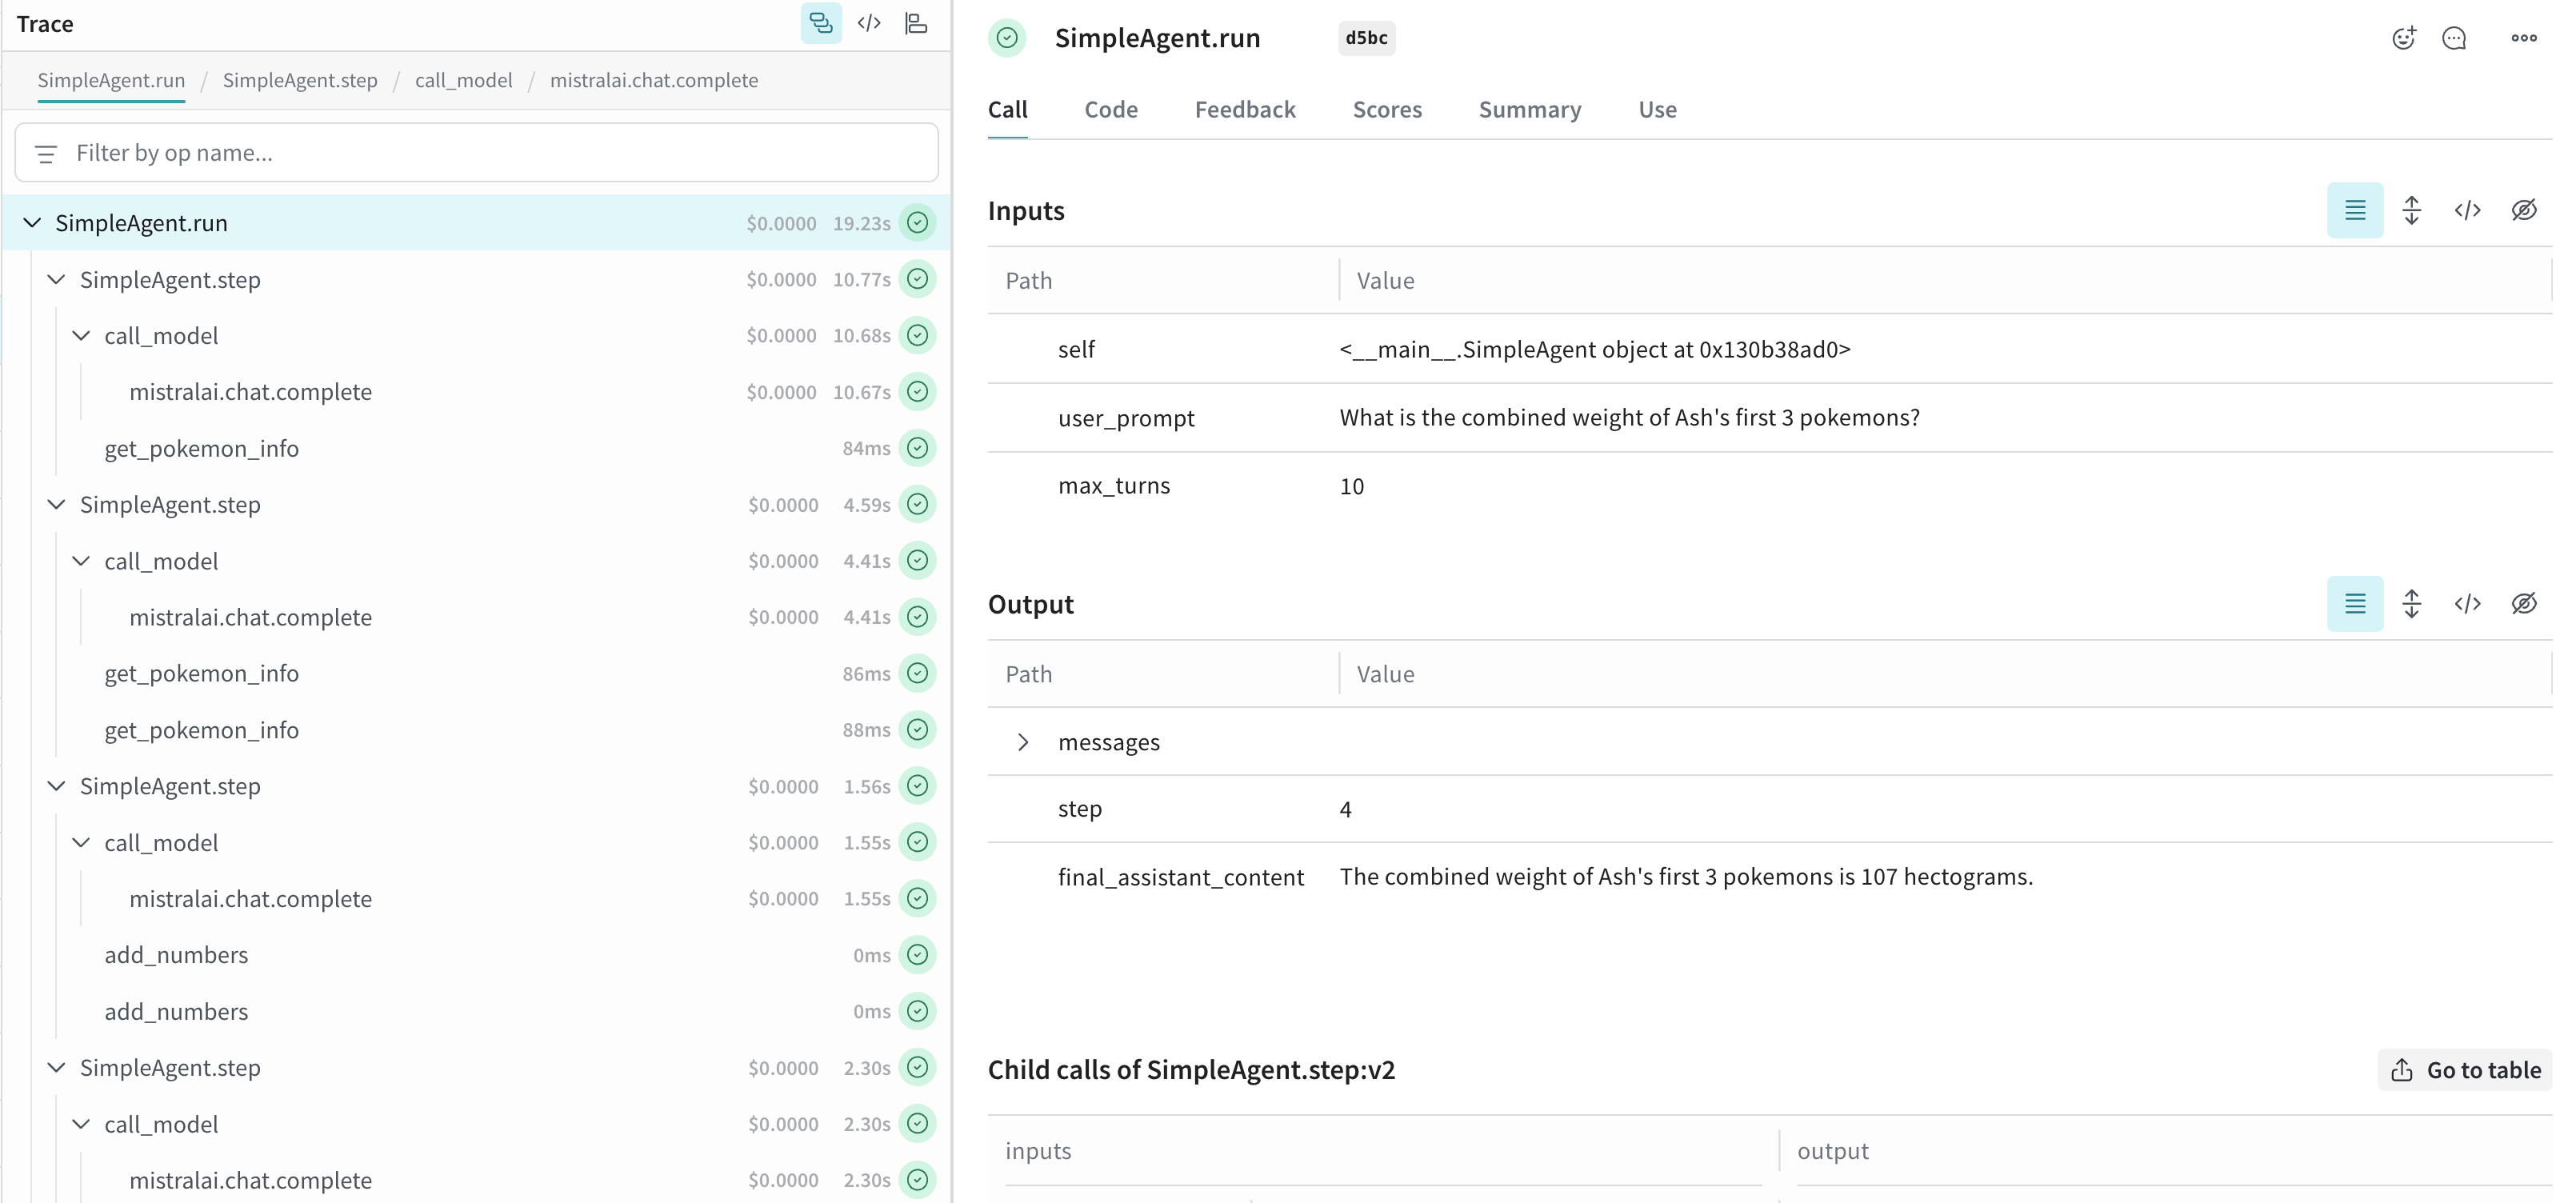 Trace
SimpleAgent.run / SimpleAgent.step / call_model / mistralai.chat.complete
Filter by op name...
SimpleAgent.run $0.0000 19.23s
SimpleAgent.step $0.0000 10.77s
call_model $0.0000 10.68s
mistralai.chat.complete $0.0000 10.67s
get_pokemon_info 84ms
SimpleAgent.step $0.0000 4.59s
call_model $0.0000 4.41s
mistralai.chat.complete $0.0000 4.41s
get_pokemon_info 86ms
get_pokemon_info 88ms
SimpleAgent.step $0.0000 1.56s
call_model $0.0000 1.55s
mistralai.chat.complete $0.0000 1.55s
add_numbers 0ms
add_numbers 0ms
SimpleAgent.step $0.0000 2.30s
call_model $0.0000 2.30s
mistralai.chat.complete $0.0000 2.30s
SimpleAgent.run d5bc
Call Code Feedback Scores Summary Use
Inputs
Path Value
self <__main__.SimpleAgent object at 0x130b38ad0>
user_prompt What is the combined weight of Ash's first 3 pokemons?
max_turns 10
Output
Path Value
messages
step 4
final_assistant_content The combined weight of Ash's first 3 pokemons is 107 hectograms.
Child calls of SimpleAgent.step:v2 Go to table
inputs output